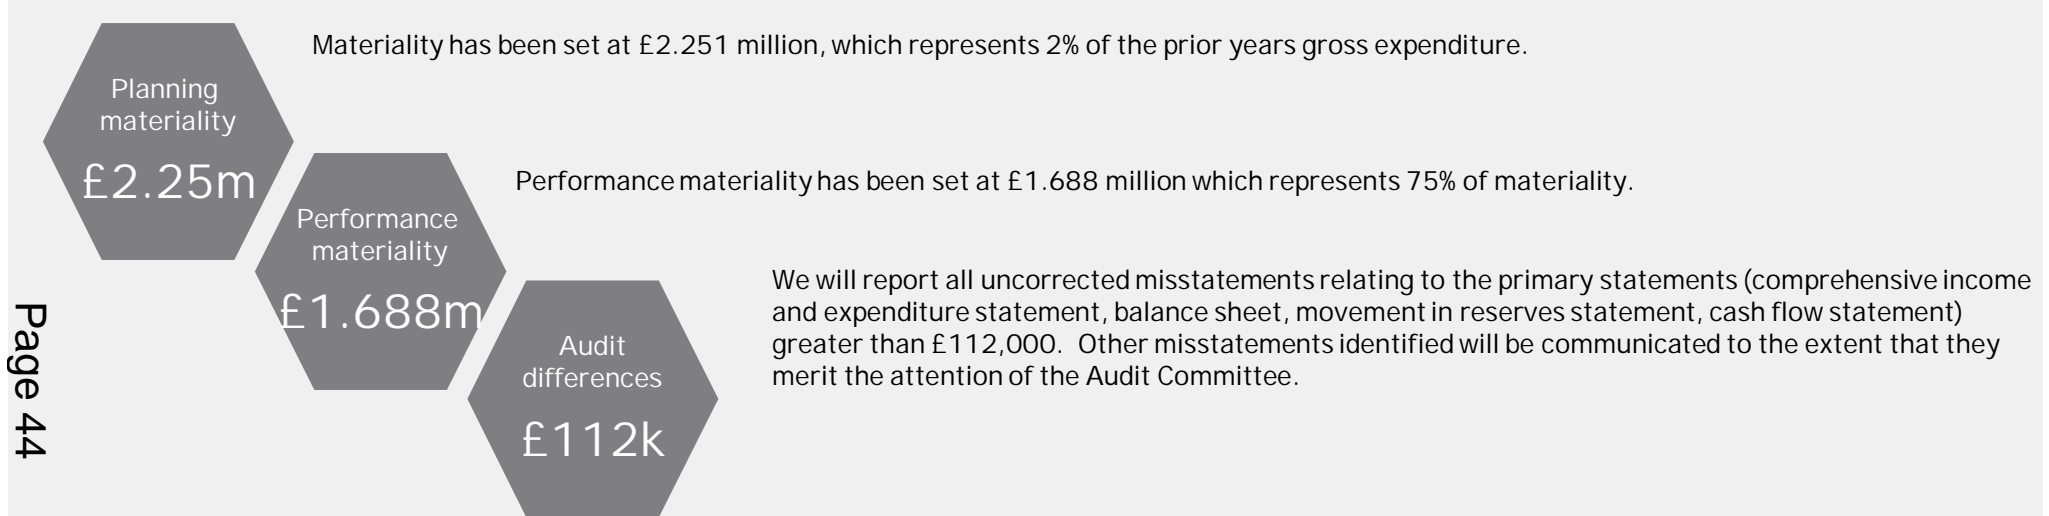 Materiality has been set at £2.251 million, which represents 2% of the prior years gross expenditure.
Planning
materiality
£2.25m
Performance materiality has been set at £1.688 million which represents 75% of materiality.
Performance
materiality
£1.688m
We will report all uncorrected misstatements relating to the primary statements (comprehensive income
and expenditure statement, balance sheet, movement in reserves statement, cash flow statement)
greater than £112,000. Other misstatements identified will be communicated to the extent that they
merit the attention of the Audit Committee.
Audit
differences
£112k
Page 44